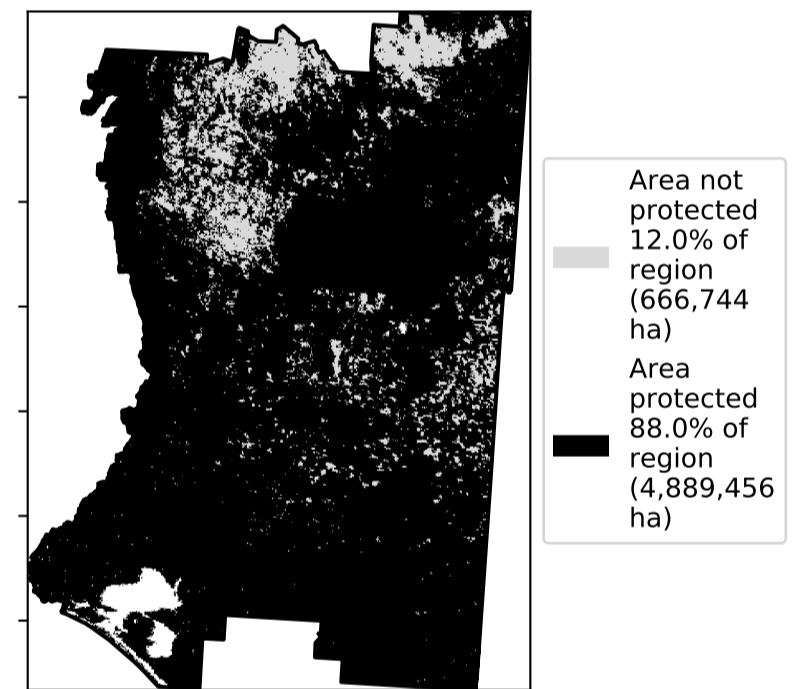 Area not
protected
12.0% of
region
(666,744
ha)
Area
protected
88.0% of
region
(4,889,456
ha)